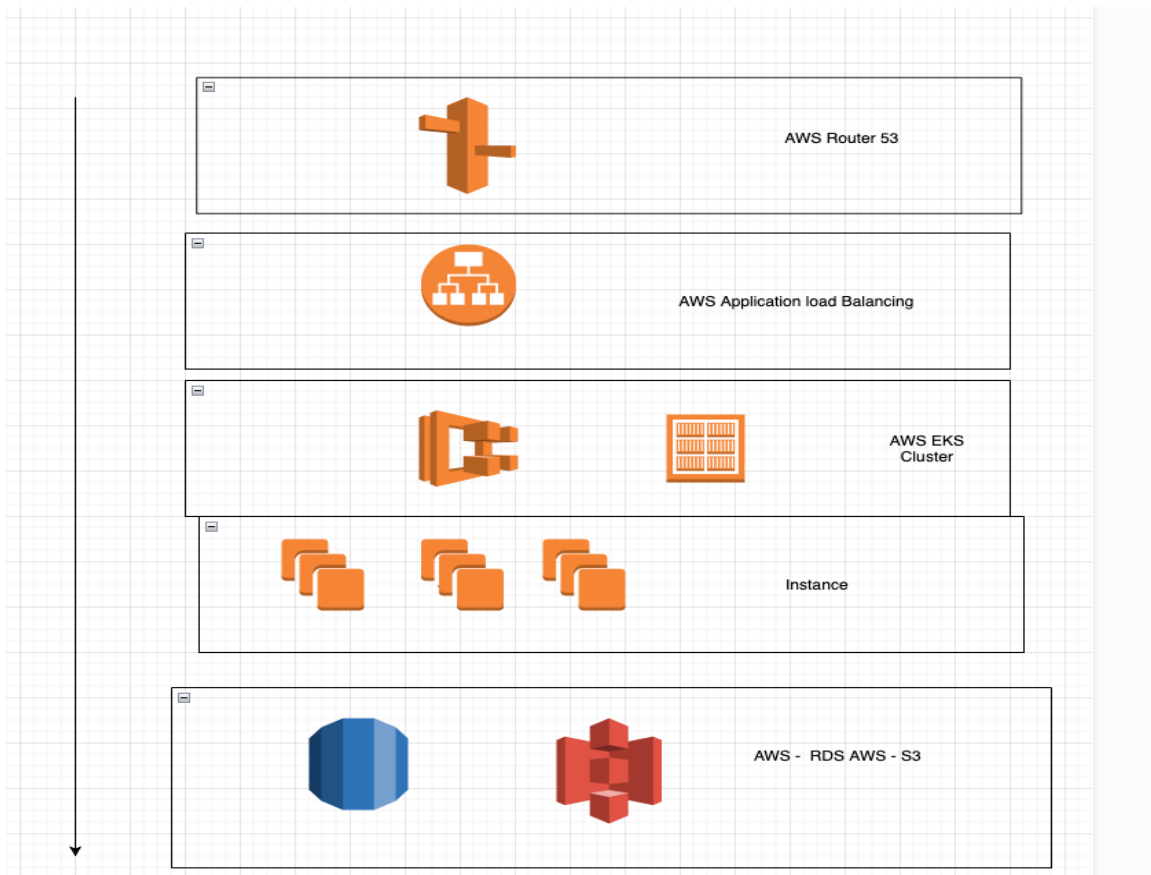 AWS Router 53
AWS Application load Balancing
AWS EKS
Cluster
Instance
AWS -  RDS AWS - S3